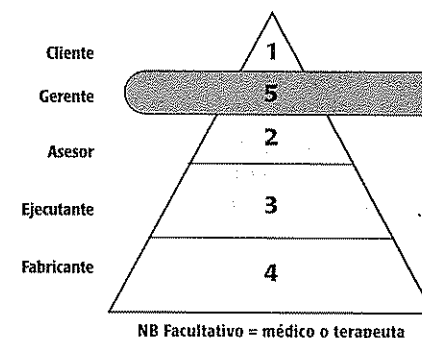 Cliente 1
Gerente 5
Asesor 2
Ejecutante 3
Fabricante 4
NB Facultativo = médico o terapeuta